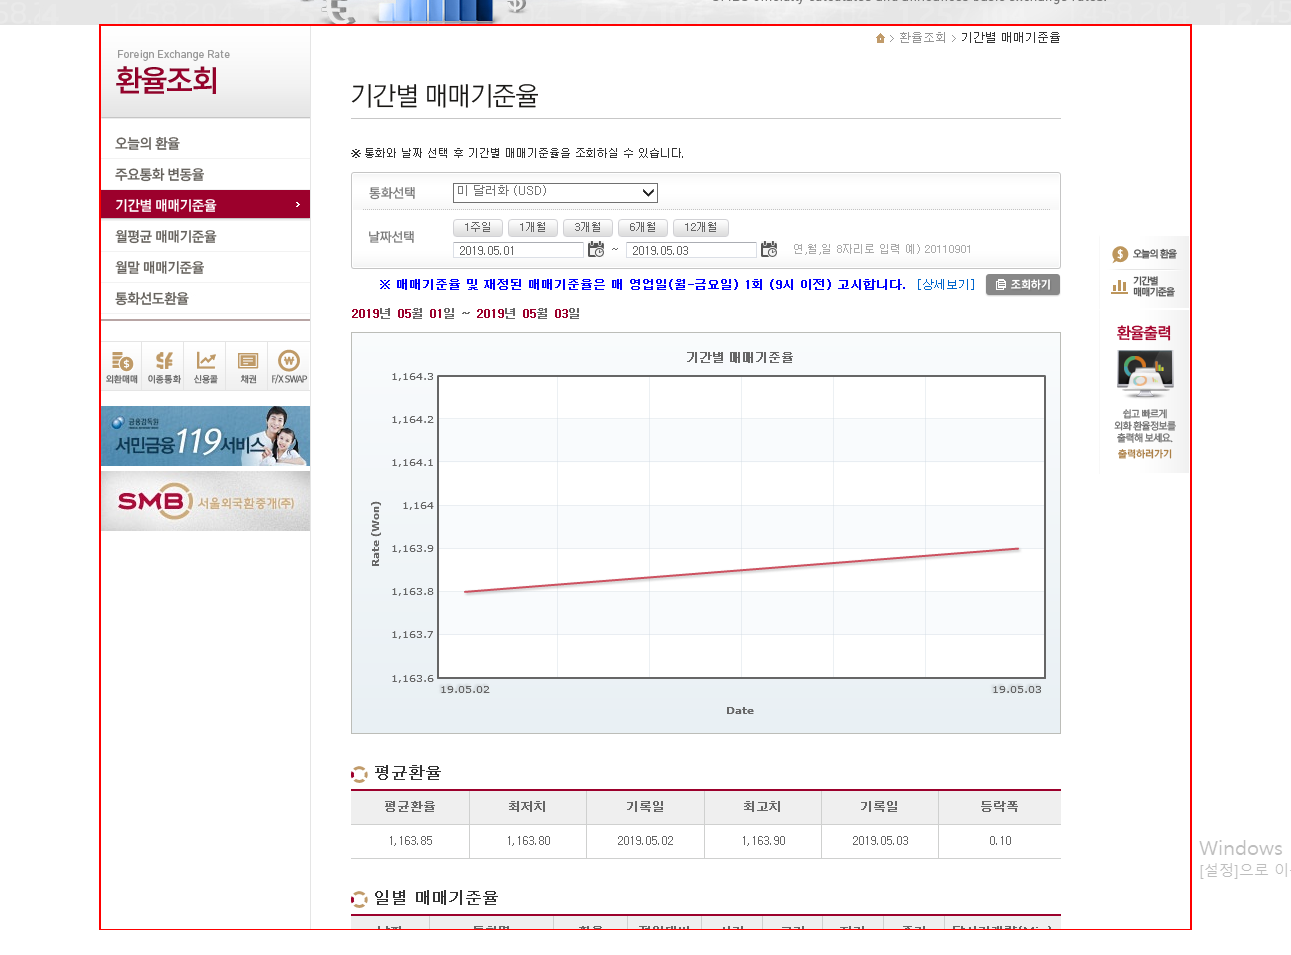 Foreign Exchange Rate
환율조회
오늘의 환율
주요통화 변동율
기간별 매매기준율
월평균 매매기준율
월말 매매기준율
통화선도환율
외환매매
이종통화
신용콜
채권
F/X SWAP
금융감독원
서민금융119서비스
SMB 서울외국환중개(주)
환율조회 > 기간별 매매기준율
기간별 매매기준율
※ 통화와 날짜 선택 후 기간별 매매기준율을 조회하실 수 있습니다.
통화선택 미 달러화 (USD)
날짜선택 1주일 1개월 3개월 6개월 12개월
2019.05.01 ~ 2019.05.03 연,월,일 8자리로 입력 예) 20110901
※ 매매기준율 및 재정된 매매기준율은 매 영업일(월-금요일) 1회 (9시 이전) 고시합니다. [상세보기] 조회하기
2019년 05월 01일 ~ 2019년 05월 03일
기간별 매매기준율
1,164.3
1,164.2
1,164.1
1,164
1,163.9
1,163.8
1,163.7
1,163.6
Rate (Won)
19.05.02 19.05.03
Date
평균환율
평균환율 최저치 기록일 최고치 기록일 등락폭
1,163.85 1,163.80 2019.05.02 1,163.90 2019.05.03 0.10
일별 매매기준율
오늘의 환율
기간별
매매기준율
환율출력
쉽고 빠르게
외화 환율정보를
출력해 보세요.
출력하러가기
Windows
[설정]으로